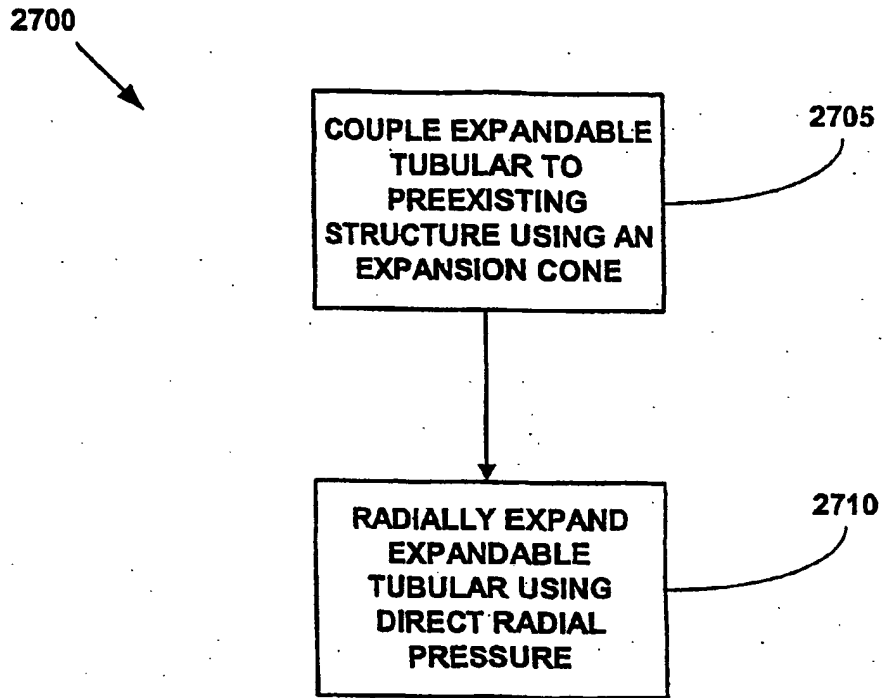 2700
COUPLE EXPANDABLE
TUBULAR TO
PREEXISTING
STRUCTURE USING AN
EXPANSION CONE
2705
RADIALLY EXPAND
EXPANDABLE
TUBULAR USING
DIRECT RADIAL
PRESSURE
2710